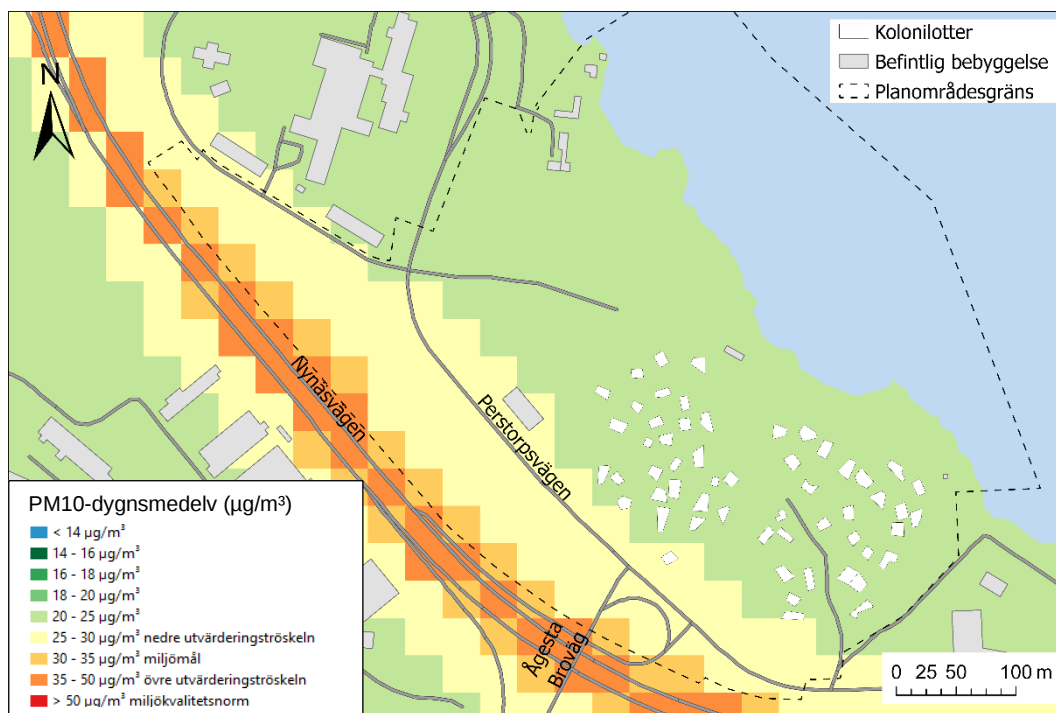 Kolonilotter
Befintlig bebyggelse
Planområdesgräns
N
Nynäsvägen
Perstorpsvägen
Ågesta
Broväg
PM10-dygnsmedelv (µg/m³)
< 14 µg/m³
14 - 16 µg/m³
16 - 18 µg/m³
18 - 20 µg/m³
20 - 25 µg/m³
25 - 30 µg/m³ nedre utvärderingströskeln
30 - 35 µg/m³ miljömål
35 - 50 µg/m³ övre utvärderingströskeln
> 50 µg/m³ miljökvalitetsnorm
0 25 50 100 m